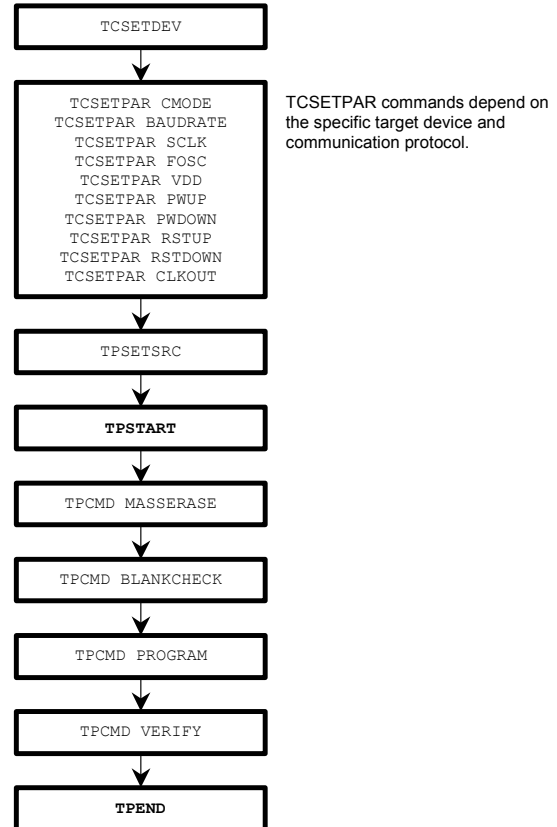 TCSETDEV
TCSETPAR CMODE
TCSETPAR BAUDRATE
TCSETPAR SCLK
TCSETPAR FOSC
TCSETPAR VDD
TCSETPAR PWUP
TCSETPAR PWDOWN
TCSETPAR RSTUP
TCSETPAR RSTDOWN
TCSETPAR CLKOUT
TCSETPAR commands depend on
the specific target device and
communication protocol.
TPSETSRC
TPSTART
TPCMD MASSERASE
TPCMD BLANKCHECK
TPCMD PROGRAM
TPCMD VERIFY
TPEND